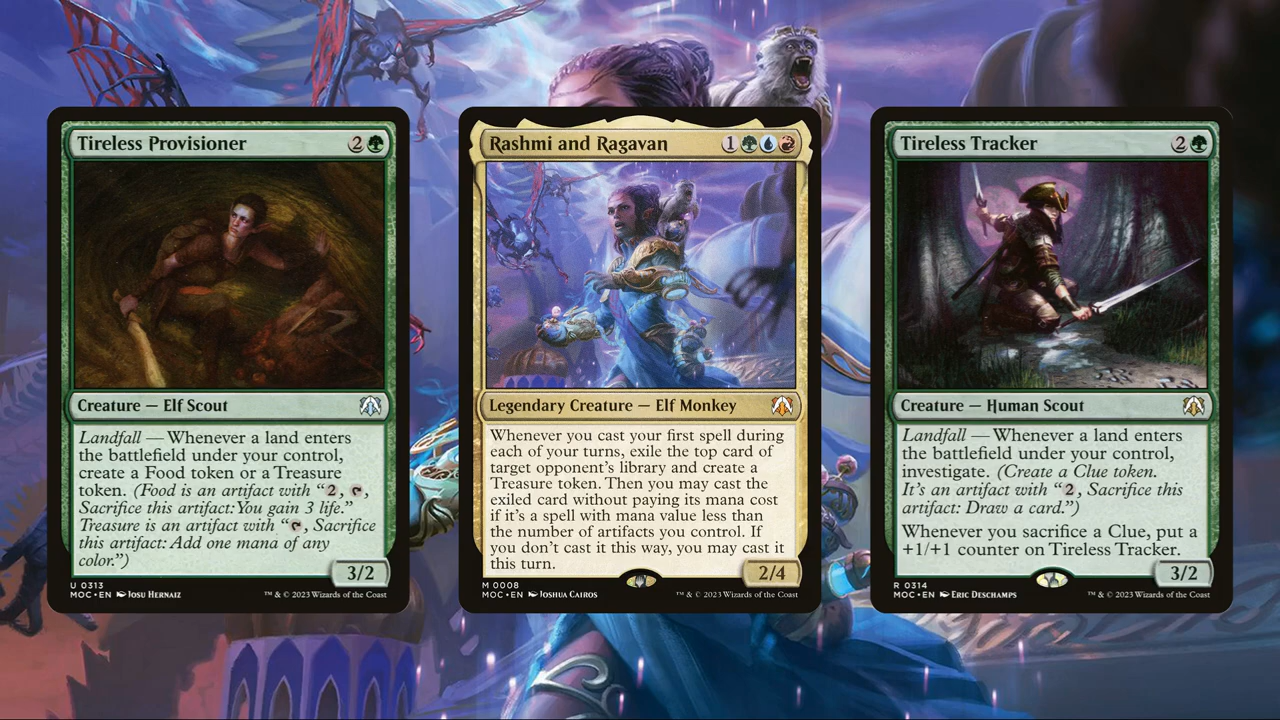 Tireless Provisioner 2
Creature — Elf Scout
Landfall — Whenever a land enters
the battlefield under your control,
create a Food token or a Treasure
token. (Food is an artifact with “2, ,
Sacrifice this artifact: You gain 3 life.”
Treasure is an artifact with “ , Sacrifice
this artifact: Add one mana of any
color.”)
3/2
U 0313
MOC • EN Josu Hernaiz ™ & © 2023 Wizards of the Coast
Rashmi and Ragavan 1
Legendary Creature — Elf Monkey
Whenever you cast your first spell during
each of your turns, exile the top card of
target opponent’s library and create a
Treasure token. Then you may cast the
exiled card without paying its mana cost
if it’s a spell with mana value less than
the number of artifacts you control. If
you don’t cast it this way, you may cast it
this turn.
2/4
M 0008
MOC • EN Joshua Cairos ™ & © 2023 Wizards of the Coast
Tireless Tracker 2
Creature — Human Scout
Landfall — Whenever a land enters
the battlefield under your control,
investigate. (Create a Clue token.
It’s an artifact with “2, Sacrifice this
artifact: Draw a card.”)
Whenever you sacrifice a Clue, put a
+1/+1 counter on Tireless Tracker.
3/2
R 0314
MOC • EN Eric Deschamps ™ & © 2023 Wizards of the Coast